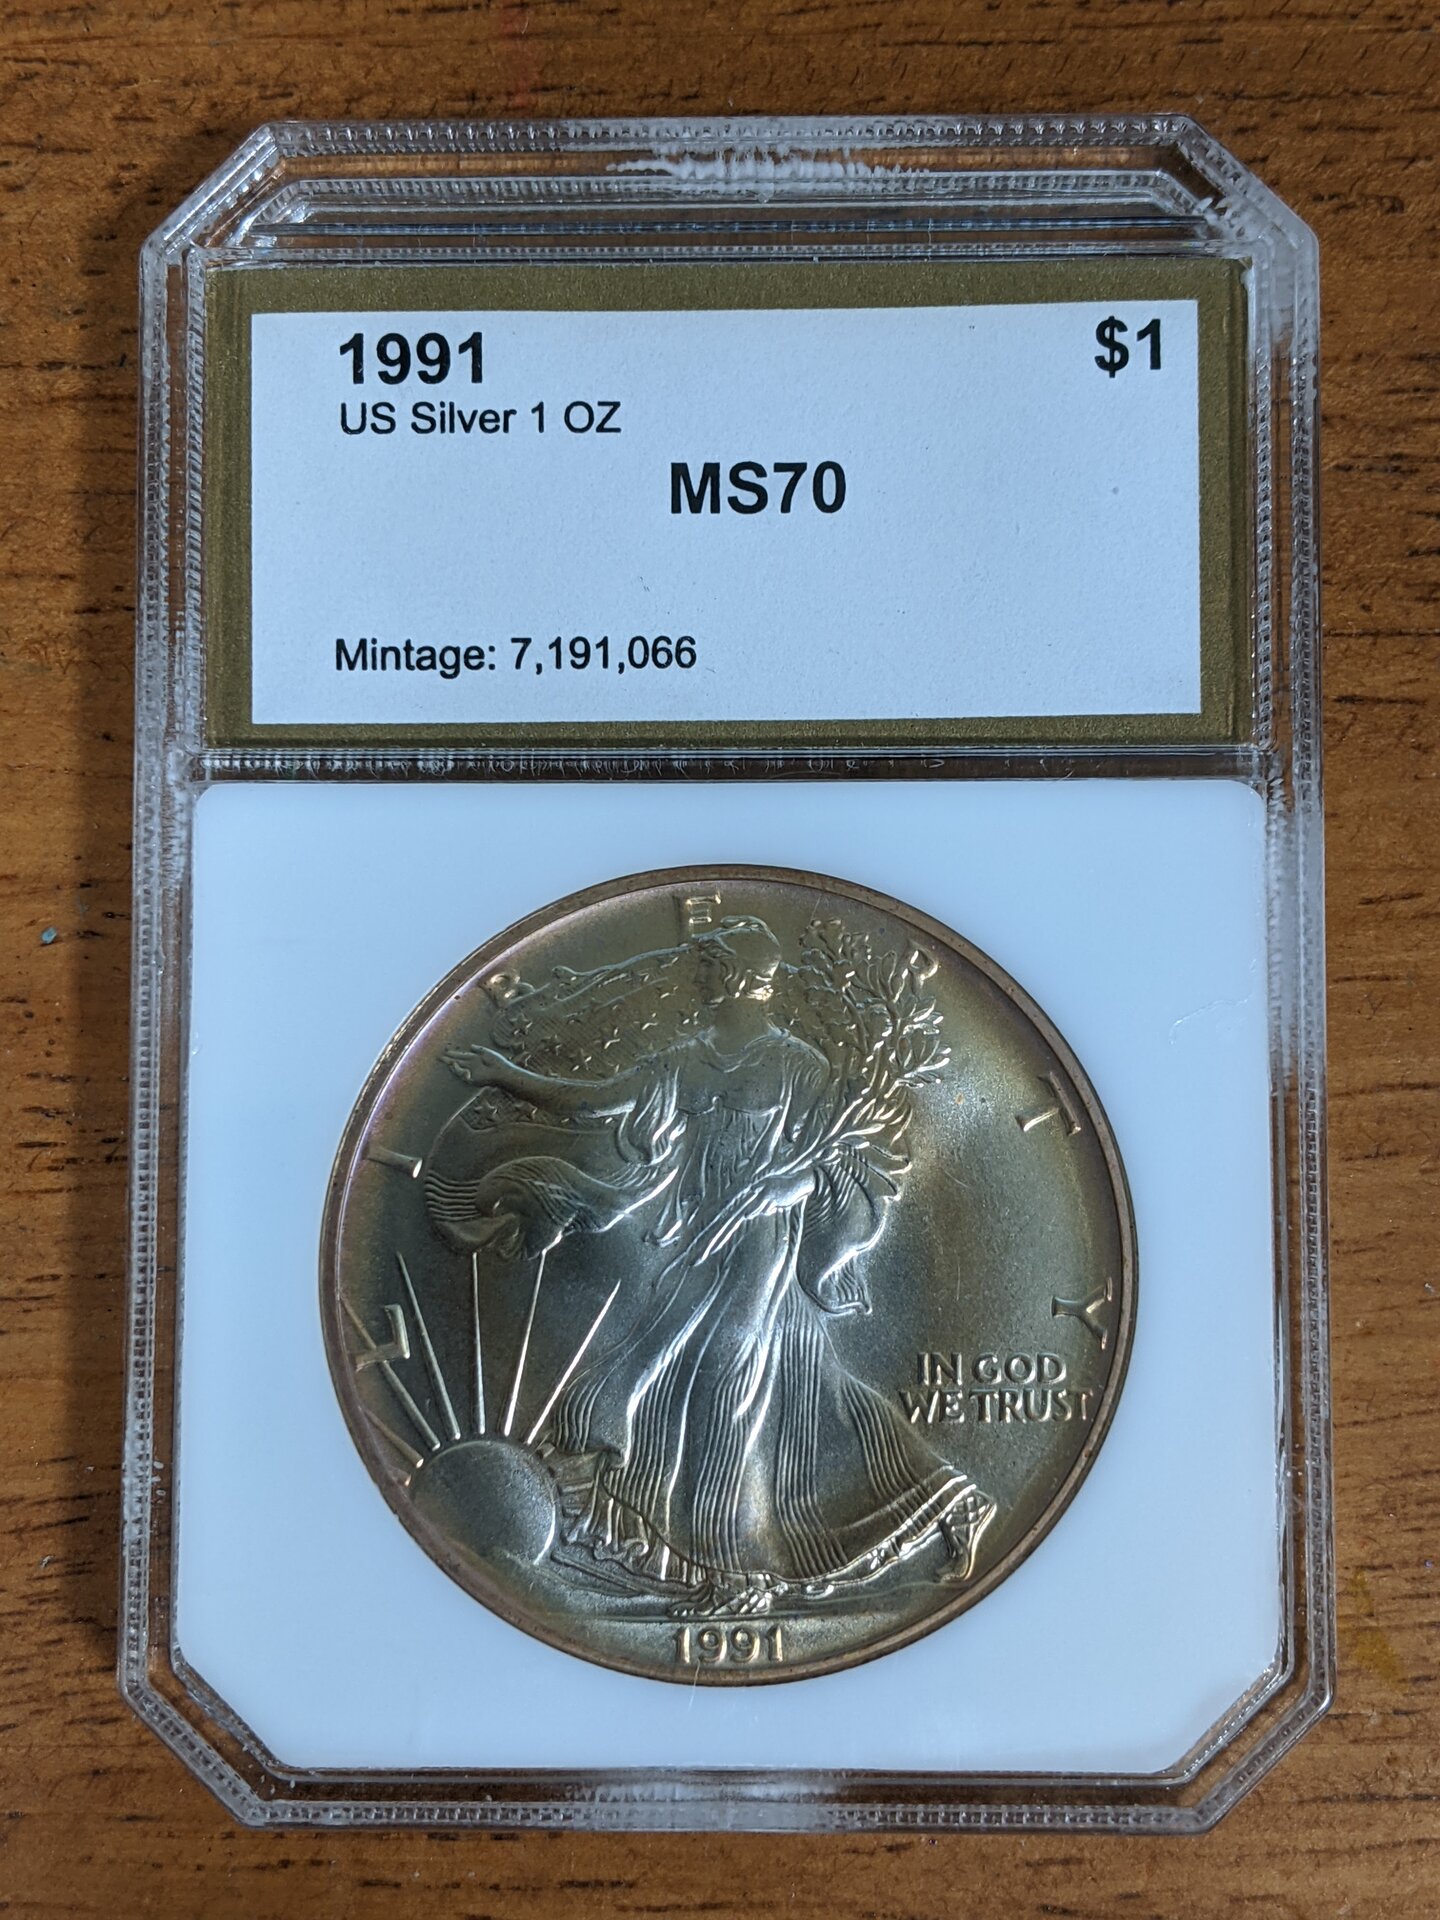 1991
$1
US Silver 1 OZ
MS70
Mintage: 7,191,066
LIBERTY
IN GOD
WE TRUST
1991